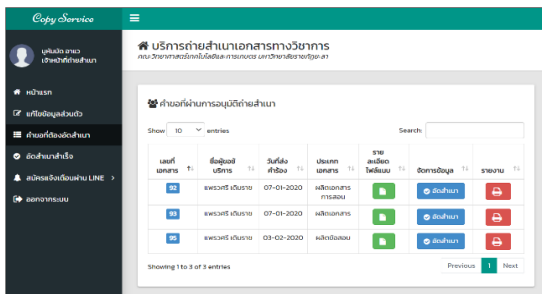 Copy Service
มูคันมัด อาแว
เจ้าหน้าที่ถ่ายสำเนา
หน้าแรก
แก้ไขข้อมูลส่วนตัว
คำขอที่ต้องอัดสำเนา
อัดสำเนาสำเร็จ
สมัครแจ้งเตือนผ่าน LINE >
ออกจากระบบ
บริการถ่ายสำเนาเอกสารทางวิชาการ
คณะวิทยาศาสตร์เทคโนโลยีและการเกษตร มหาวิทยาลัยราชภัฏยะลา
คำขอที่ผ่านการอนุมัติถ่ายสำเนา
Show 10 entries Search:
เลขที่เอกสาร ชื่อผู้ขอใช้บริการ วันที่ส่งคำร้อง ประเภทเอกสาร รายละเอียดไฟล์แนบ จัดการข้อมูล รายงาน
92 แพรวศรี เดิมราช 07-01-2020 ผลิตเอกสารการสอน อัดสำเนา
93 แพรวศรี เดิมราช 07-01-2020 ผลิตเอกสาร อัดสำเนา
95 แพรวศรี เดิมราช 03-02-2020 ผลิตข้อสอบ อัดสำเนา
Showing 1 to 3 of 3 entries Previous 1 Next